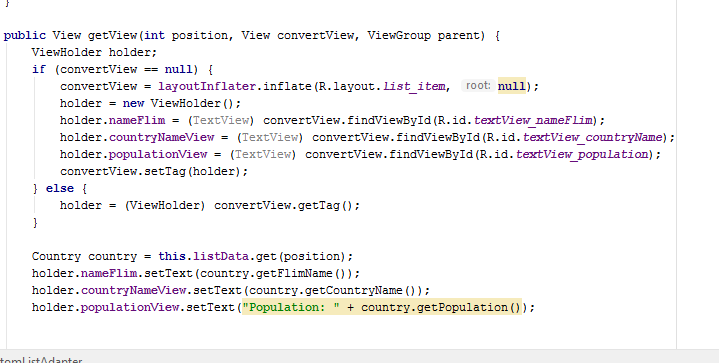 }
public View getView(int position, View convertView, ViewGroup parent) {
ViewHolder holder;
if (convertView == null) {
convertView = layoutInflater.inflate(R.layout.list_item, root: null);
holder = new ViewHolder();
holder.nameFlim = (TextView) convertView.findViewById(R.id.textView_nameFlim);
holder.countryNameView = (TextView) convertView.findViewById(R.id.textView_countryName);
holder.populationView = (TextView) convertView.findViewById(R.id.textView_population);
convertView.setTag(holder);
} else {
holder = (ViewHolder) convertView.getTag();
}
Country country = this.listData.get(position);
holder.nameFlim.setText(country.getFlimName());
holder.countryNameView.setText(country.getCountryName());
holder.populationView.setText("Population: " + country.getPopulation());
tomListAdapter